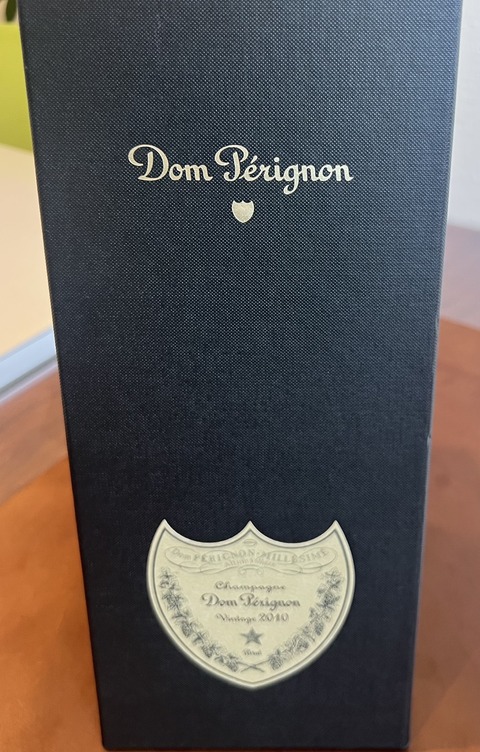 Dom Pérignon
Dom PÉRIGNON·MILLÉSIME
Champagne
Dom Pérignon
Vintage 2010
Brut